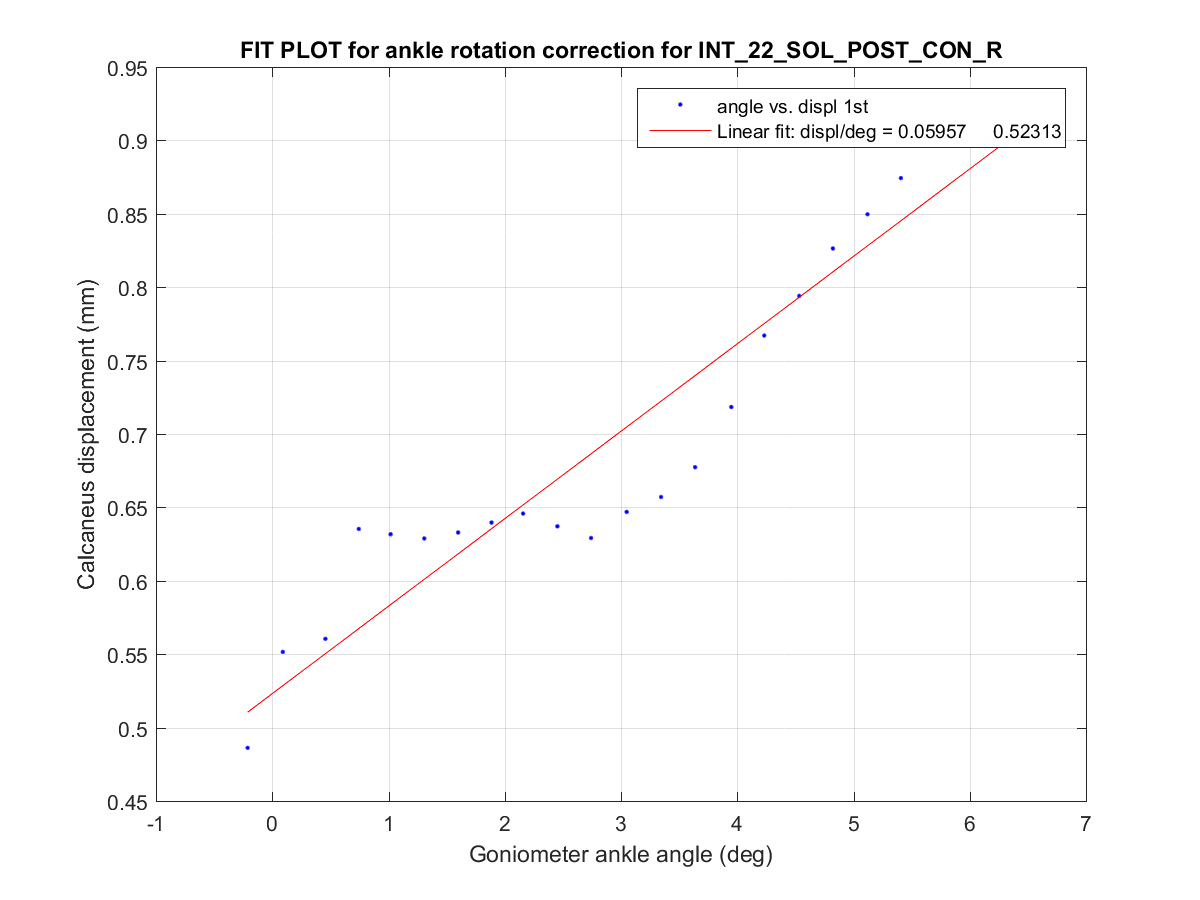 FIT PLOT for ankle rotation correction for INT_22_SOL_POST_CON_R
0.95
0.9
0.85
0.8
0.75
0.7
0.65
0.6
0.55
0.5
0.45
Calcaneus displacement (mm)
angle vs. displ 1st
Linear fit: displ/deg = 0.05957 0.52313
-1 0 1 2 3 4 5 6 7
Goniometer ankle angle (deg)